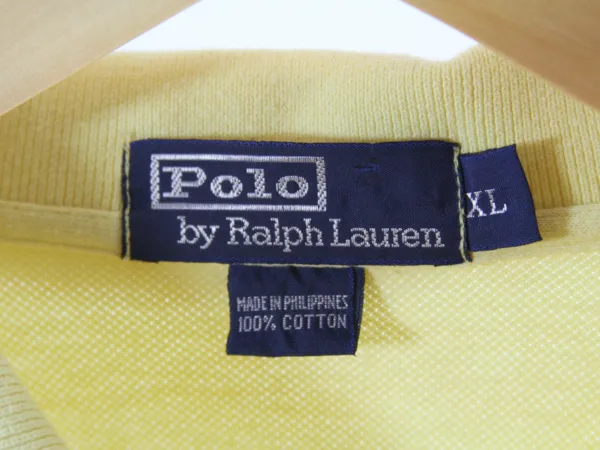 Polo
by Ralph Lauren
XL
MADE IN PHILIPPINES
100% COTTON